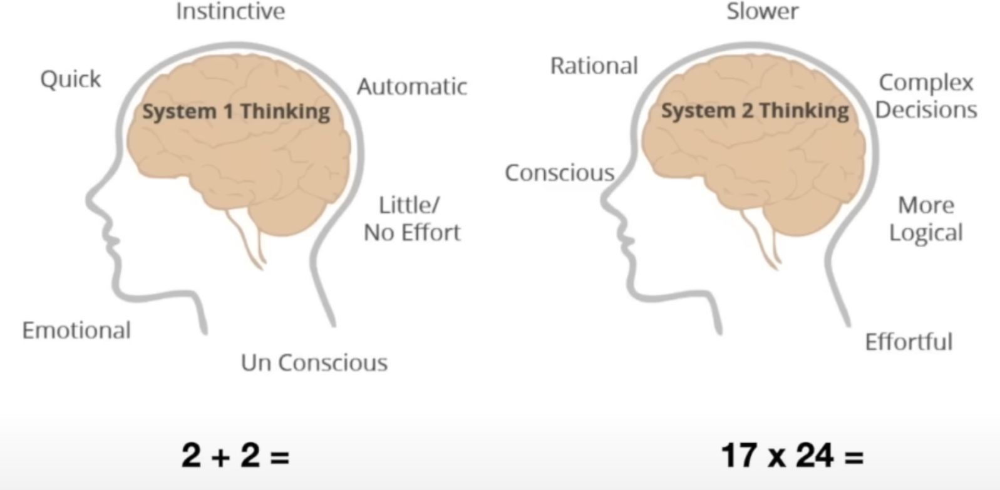 Instinctive
Quick
Automatic
System 1 Thinking
Little/
No Effort
Emotional
Un Conscious
2 + 2 =
Slower
Rational
Complex
Decisions
System 2 Thinking
Conscious
More
Logical
Effortful
17 x 24 =